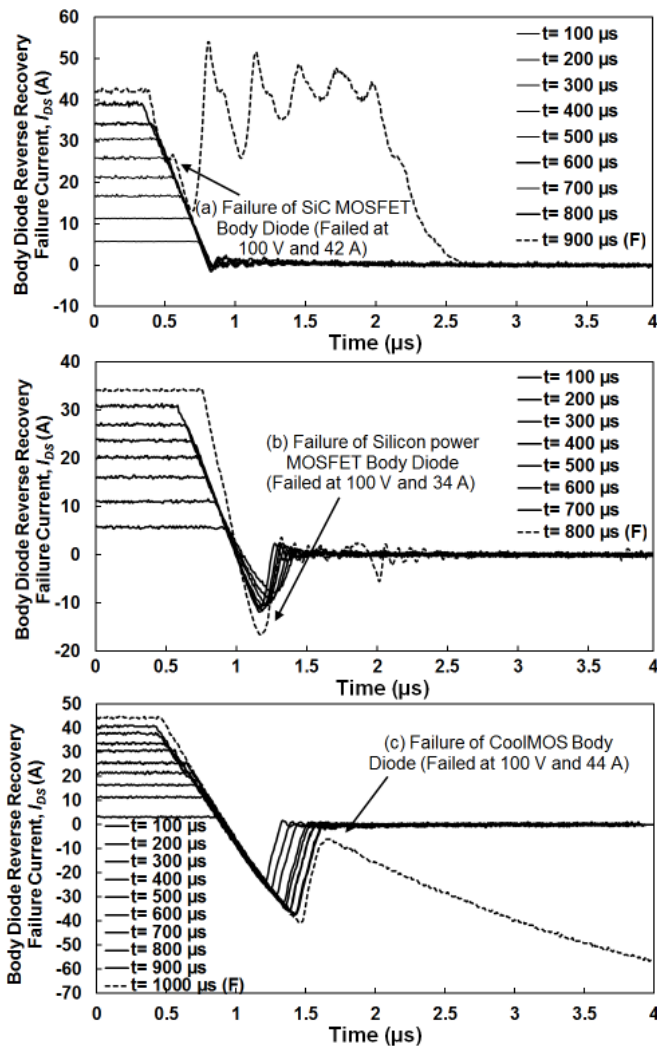 Body Diode Reverse Recovery
Failure Current, IDS (A)
60
50
40
30
20
10
0
-10
0
0.5
1
1.5
2
2.5
3
3.5
4
Time (µs)
(a) Failure of SiC MOSFET
Body Diode (Failed at
100 V and 42 A)
t= 100 µs
t= 200 µs
t= 300 µs
t= 400 µs
t= 500 µs
t= 600 µs
t= 700 µs
t= 800 µs
t= 900 µs (F)
Body Diode Reverse Recovery
Failure Current, IDS (A)
40
30
20
10
0
-10
-20
0
0.5
1
1.5
2
2.5
3
3.5
4
Time (µs)
(b) Failure of Silicon power
MOSFET Body Diode
(Failed at 100 V and 34 A)
t= 100 µs
t= 200 µs
t= 300 µs
t= 400 µs
t= 500 µs
t= 600 µs
t= 700 µs
t= 800 µs (F)
Body Diode Reverse Recovery
Failure Current, IDS (A)
50
40
30
20
10
0
-10
-20
-30
-40
-50
-60
-70
0
0.5
1
1.5
2
2.5
3
3.5
4
Time (µs)
(c) Failure of CoolMOS Body
Diode (Failed at 100 V and 44 A)
t= 100 µs
t= 200 µs
t= 300 µs
t= 400 µs
t= 500 µs
t= 600 µs
t= 700 µs
t= 800 µs
t= 900 µs
t= 1000 µs (F)